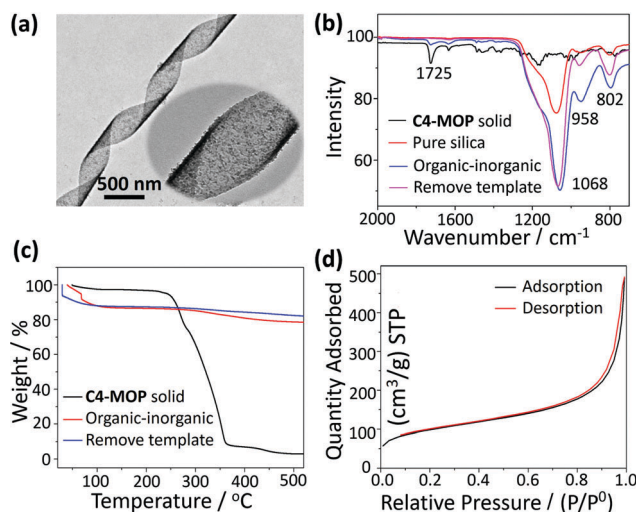 (a)
500 nm
(b)
Intensity
100
80
60
1725
958
802
1068
C4-MOP solid
Pure silica
Organic-inorganic
Remove template
2000
1600
1200
800
Wavenumber / cm-1
(c)
Weight / %
100
80
60
40
20
0
C4-MOP solid
Organic-inorganic
Remove template
100
200
300
400
500
Temperature / oC
(d)
Quantity Adsorbed
(cm3/g) STP
500
400
300
200
100
0
Adsorption
Desorption
0.0
0.2
0.4
0.6
0.8
1.0
Relative Pressure / (P/P0)